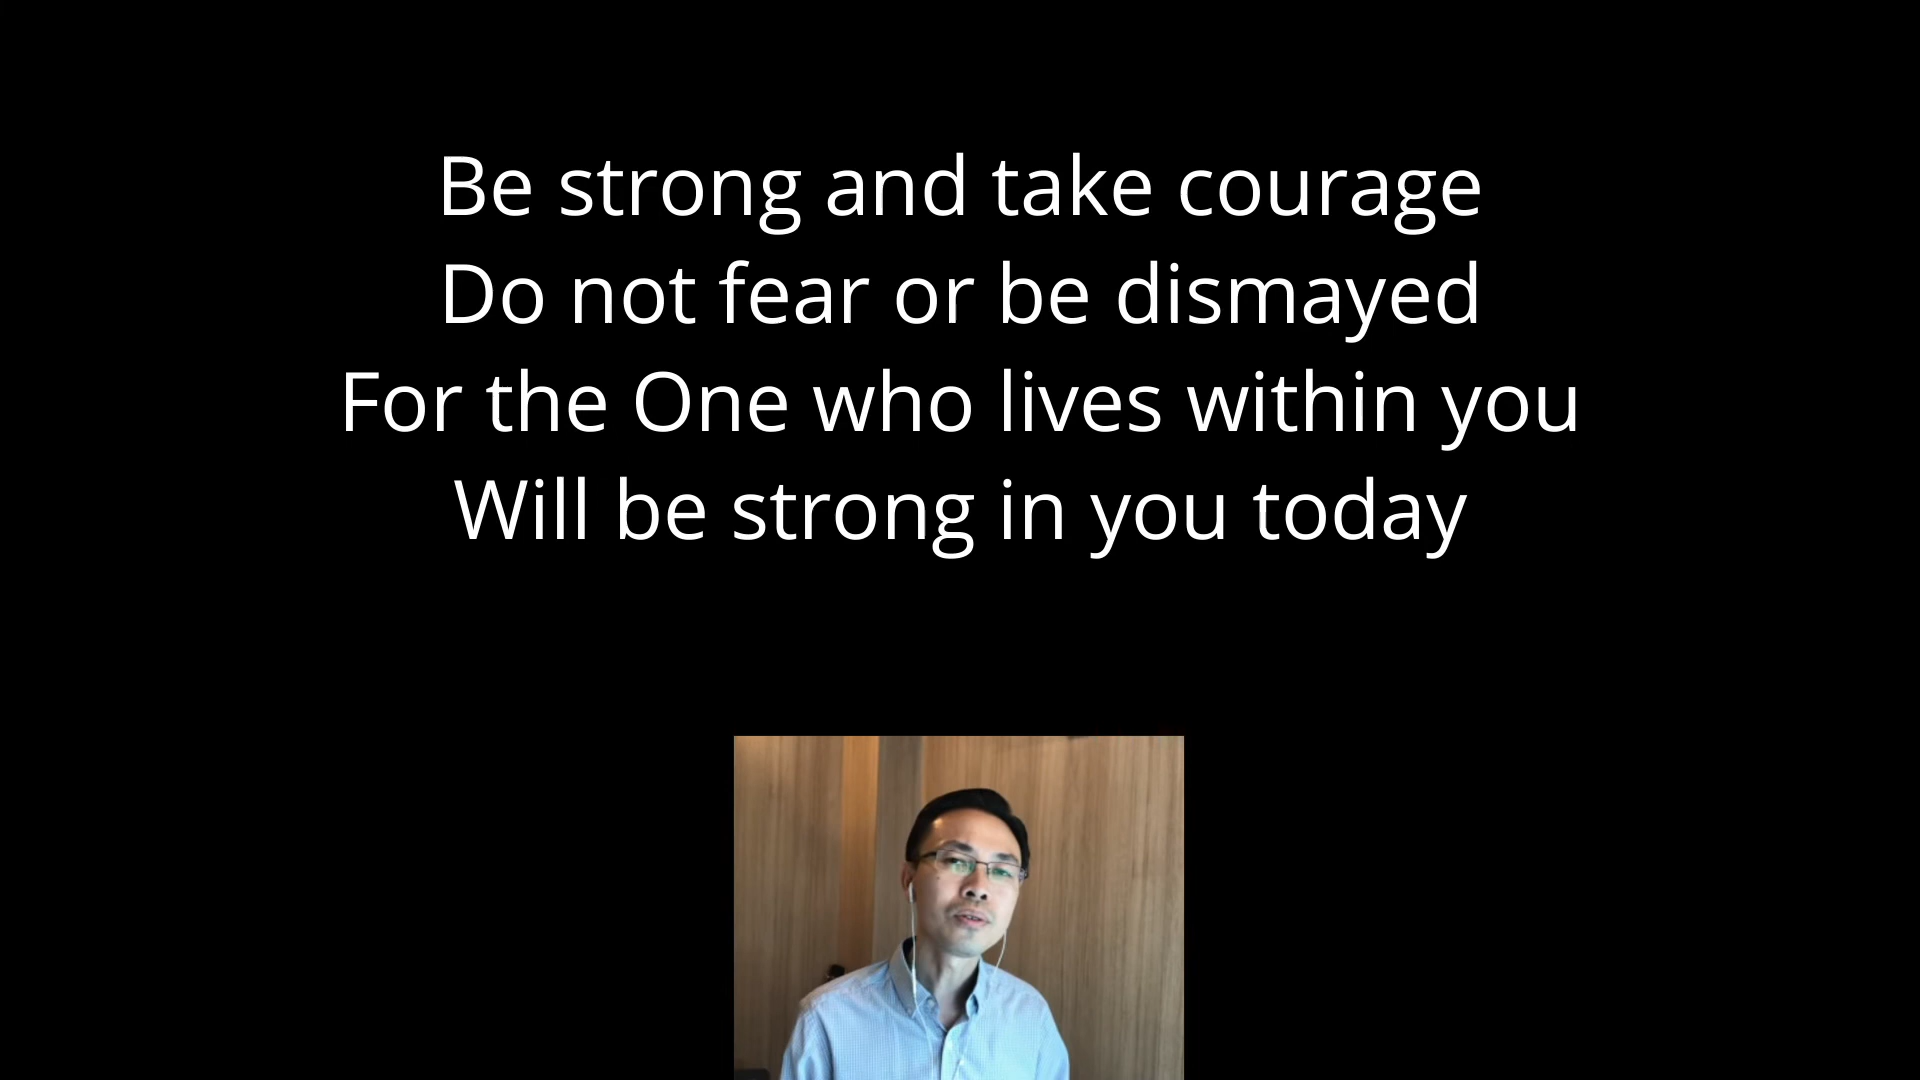 Be strong and take courage
Do not fear or be dismayed
For the One who lives within you
Will be strong in you today